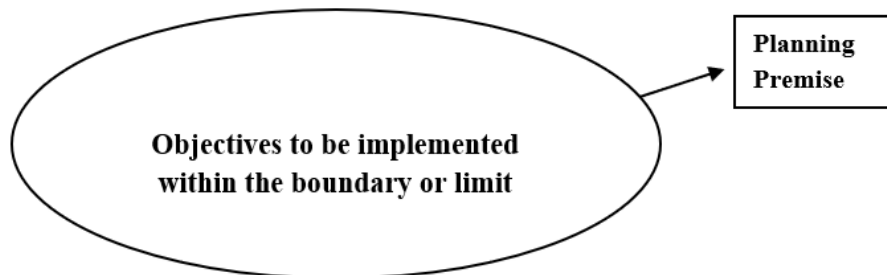 Planning
Premise
Objectives to be implemented
within the boundary or limit